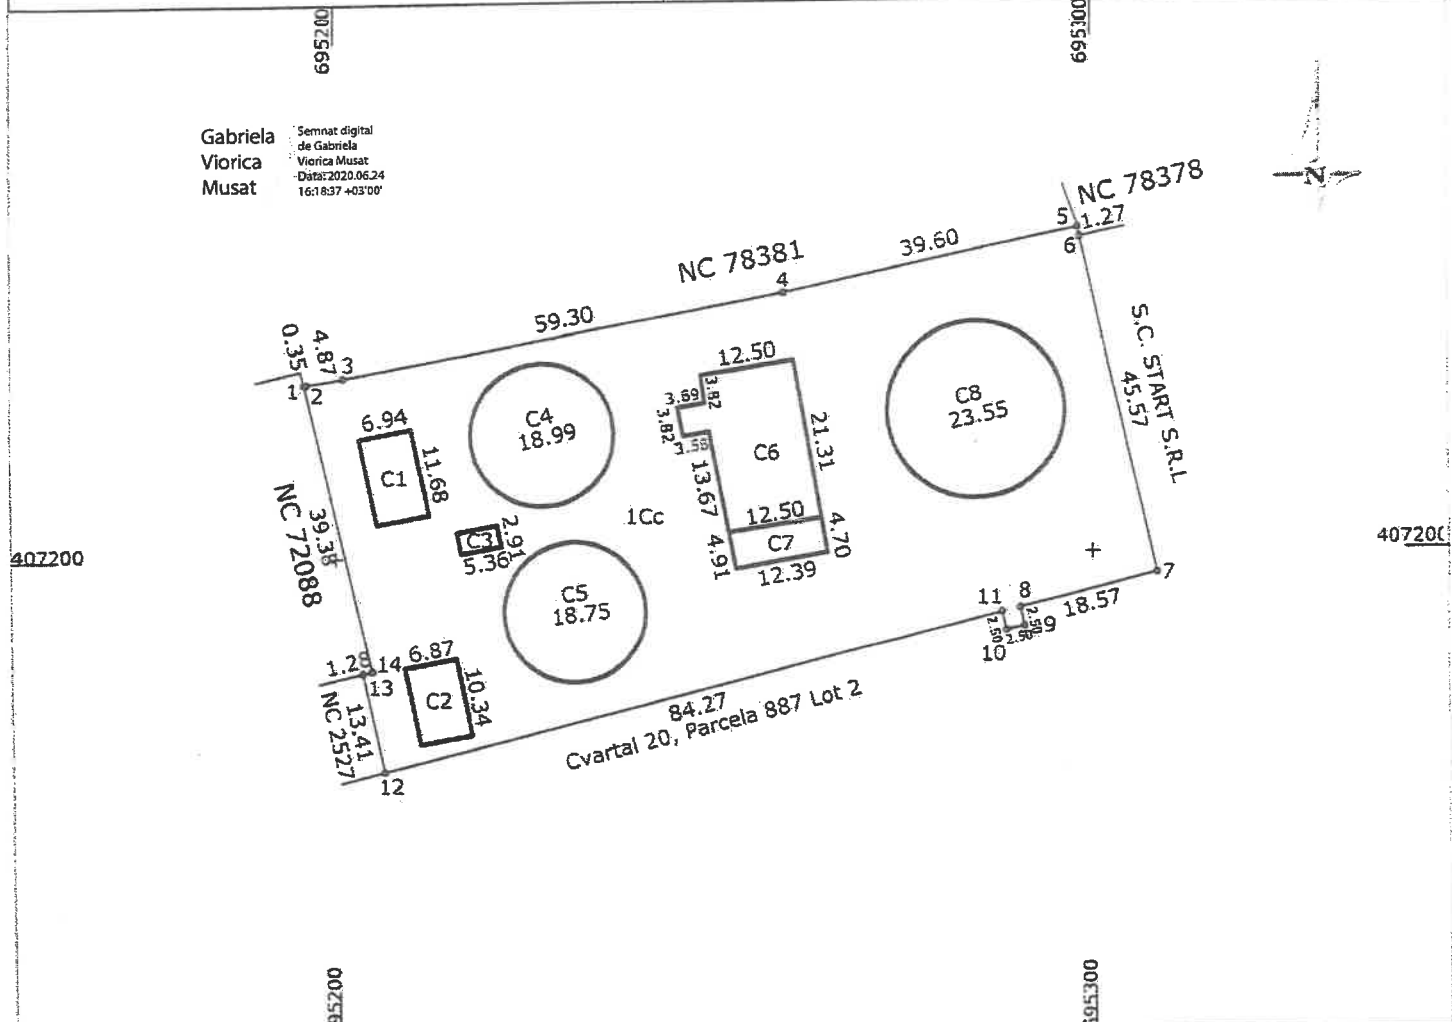 695200
695300
Gabriela
Viorica
Musat
Semnat digital
de Gabriela
Viorica Musat
Data:2020.06.24
16:18:37 +03'00'
N
NC 78378
5
1.27
6
39.60
NC 78381
4
59.30
0.35
4.87
3
1
2
S.C. START S.R.L
45.57
12.50
3.82
3.69
3.82
3.58
21.31
C6
13.67
C8
23.55
C4
18.99
6.94
11.68
C1
NC 72088
39.38
1Cc
12.50
C7
4.70
4.91
12.39
2.91
C3
5.36
C5
18.75
407200
407200
7
18.57
8
11
2.50
2.50
2.50
9
10
1.28
14
13
6.87
10.34
C2
13.41
NC 2527
12
84.27
Cvartal 20, Parcela 887 Lot 2
95200
695300